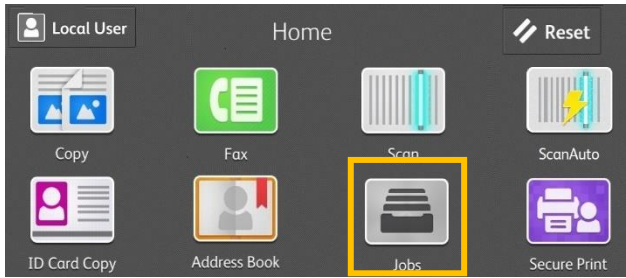 Local User
Home
Reset
Copy
Fax
Scan
ScanAuto
ID Card Copy
Address Book
Jobs
Secure Print